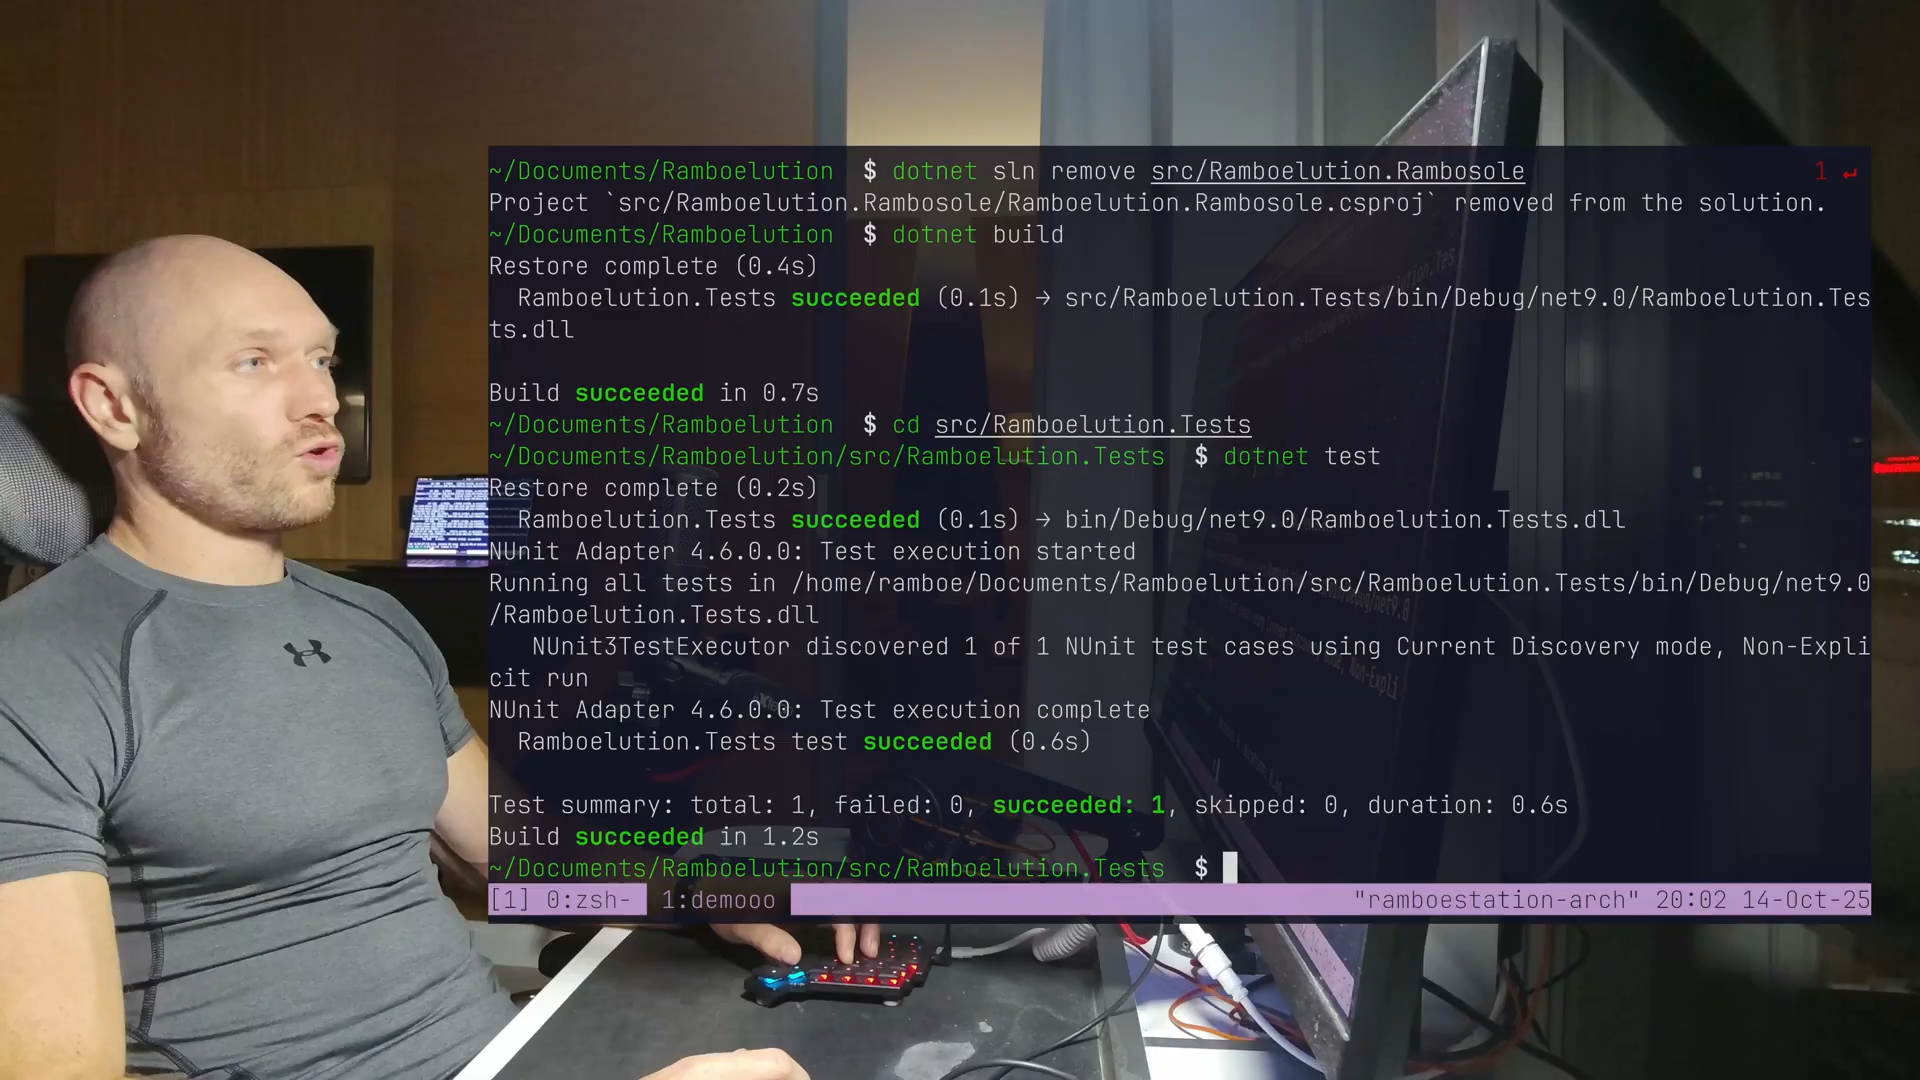 ~/Documents/Ramboelution $ dotnet sln remove src/Ramboelution.Rambosole 1 ↵
Project `src/Ramboelution.Rambosole/Ramboelution.Rambosole.csproj` removed from the solution.
~/Documents/Ramboelution $ dotnet build
Restore complete (0.4s)
Ramboelution.Tests succeeded (0.1s) → src/Ramboelution.Tests/bin/Debug/net9.0/Ramboelution.Tes
ts.dll
Build succeeded in 0.7s
~/Documents/Ramboelution $ cd src/Ramboelution.Tests
~/Documents/Ramboelution/src/Ramboelution.Tests $ dotnet test
Restore complete (0.2s)
Ramboelution.Tests succeeded (0.1s) → bin/Debug/net9.0/Ramboelution.Tests.dll
NUnit Adapter 4.6.0.0: Test execution started
Running all tests in /home/ramboe/Documents/Ramboelution/src/Ramboelution.Tests/bin/Debug/net9.0
/Ramboelution.Tests.dll
NUnit3TestExecutor discovered 1 of 1 NUnit test cases using Current Discovery mode, Non-Expli
cit run
NUnit Adapter 4.6.0.0: Test execution complete
Ramboelution.Tests test succeeded (0.6s)
Test summary: total: 1, failed: 0, succeeded: 1, skipped: 0, duration: 0.6s
Build succeeded in 1.2s
~/Documents/Ramboelution/src/Ramboelution.Tests $
[1] 0:zsh- 1:demooo "ramboestation-arch" 20:02 14-Oct-25